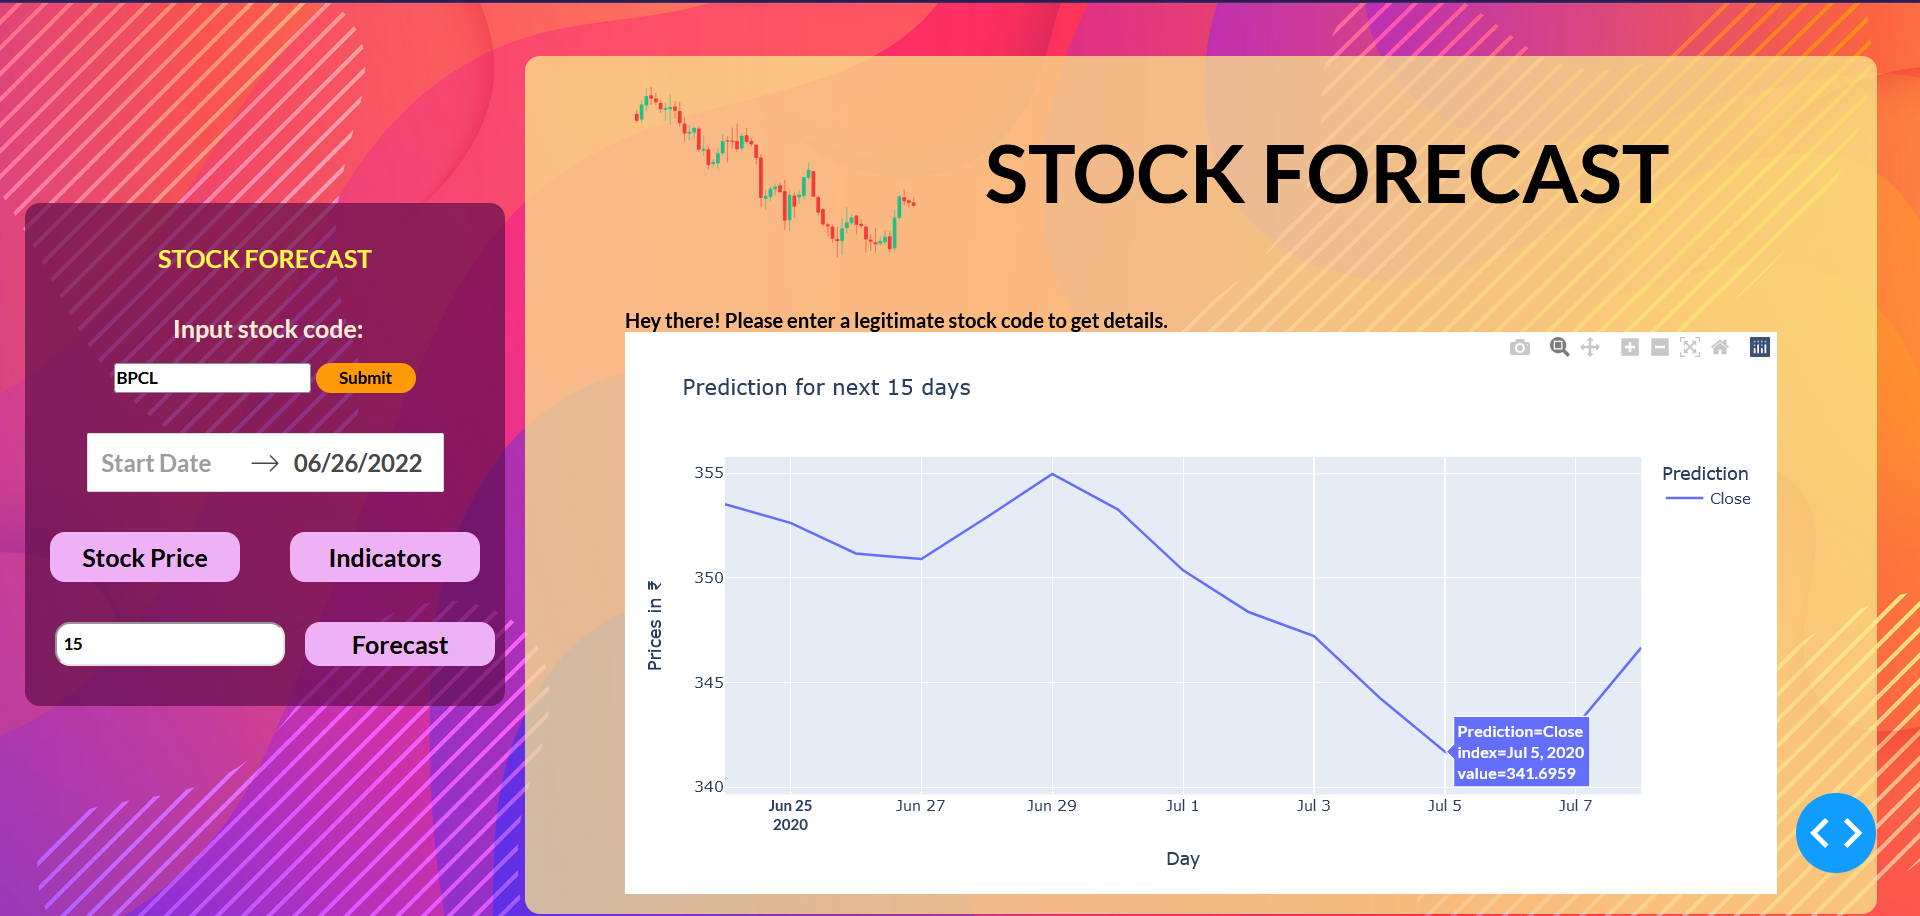 STOCK FORECAST
Input stock code:
BPCL
Submit
Start Date → 06/26/2022
Stock Price
Indicators
15
Forecast
STOCK FORECAST
Hey there! Please enter a legitimate stock code to get details.
Prediction for next 15 days
Prediction
Close
355
350
345
340
Prices in ₹
Prediction=Close
index=Jul 5, 2020
value=341.6959
Jun 25 Jun 27 Jun 29 Jul 1 Jul 3 Jul 5 Jul 7
2020
Day